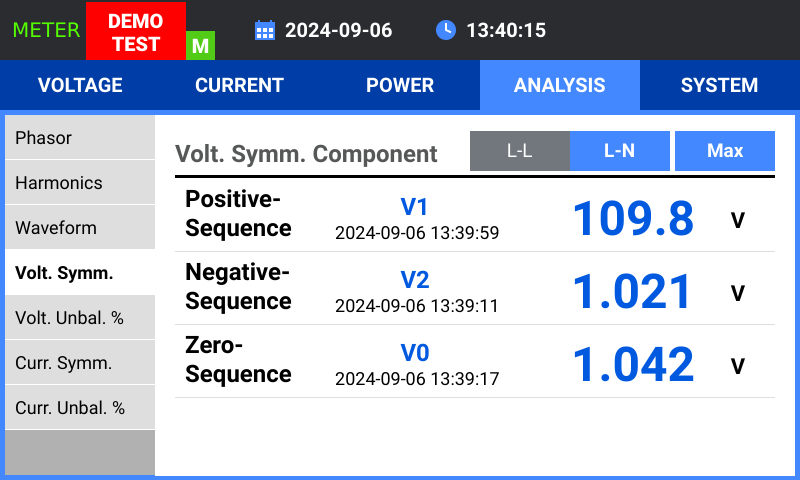 METER
DEMO
TEST
M
2024-09-06
13:40:15
VOLTAGE
CURRENT
POWER
ANALYSIS
SYSTEM
Phasor
Harmonics
Waveform
Volt. Symm.
Volt. Unbal. %
Curr. Symm.
Curr. Unbal. %
Volt. Symm. Component
L-L
L-N
Max
Positive-
Sequence
V1
2024-09-06 13:39:59
109.8
V
Negative-
Sequence
V2
2024-09-06 13:39:11
1.021
V
Zero-
Sequence
V0
2024-09-06 13:39:17
1.042
V